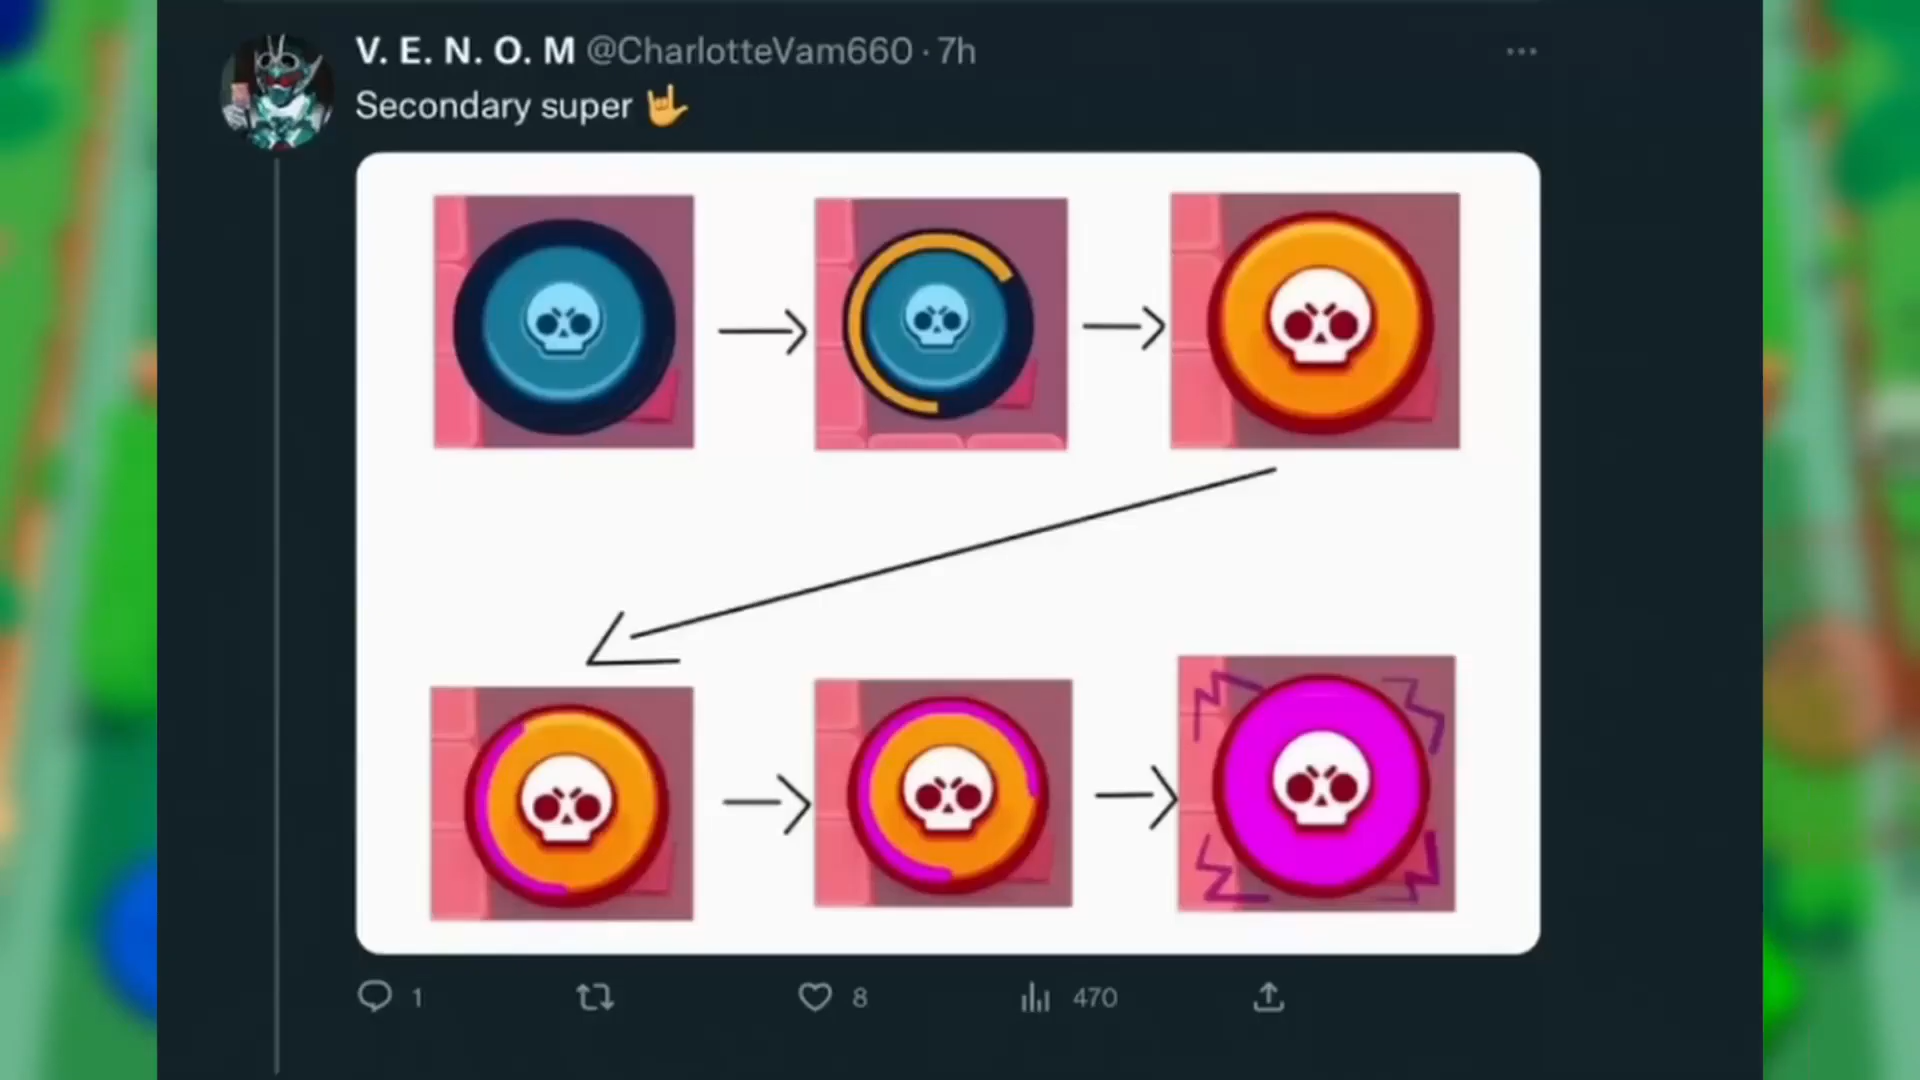 V. E. N. O. M @CharlotteVam660 · 7h
Secondary super 🤟
1 8 470